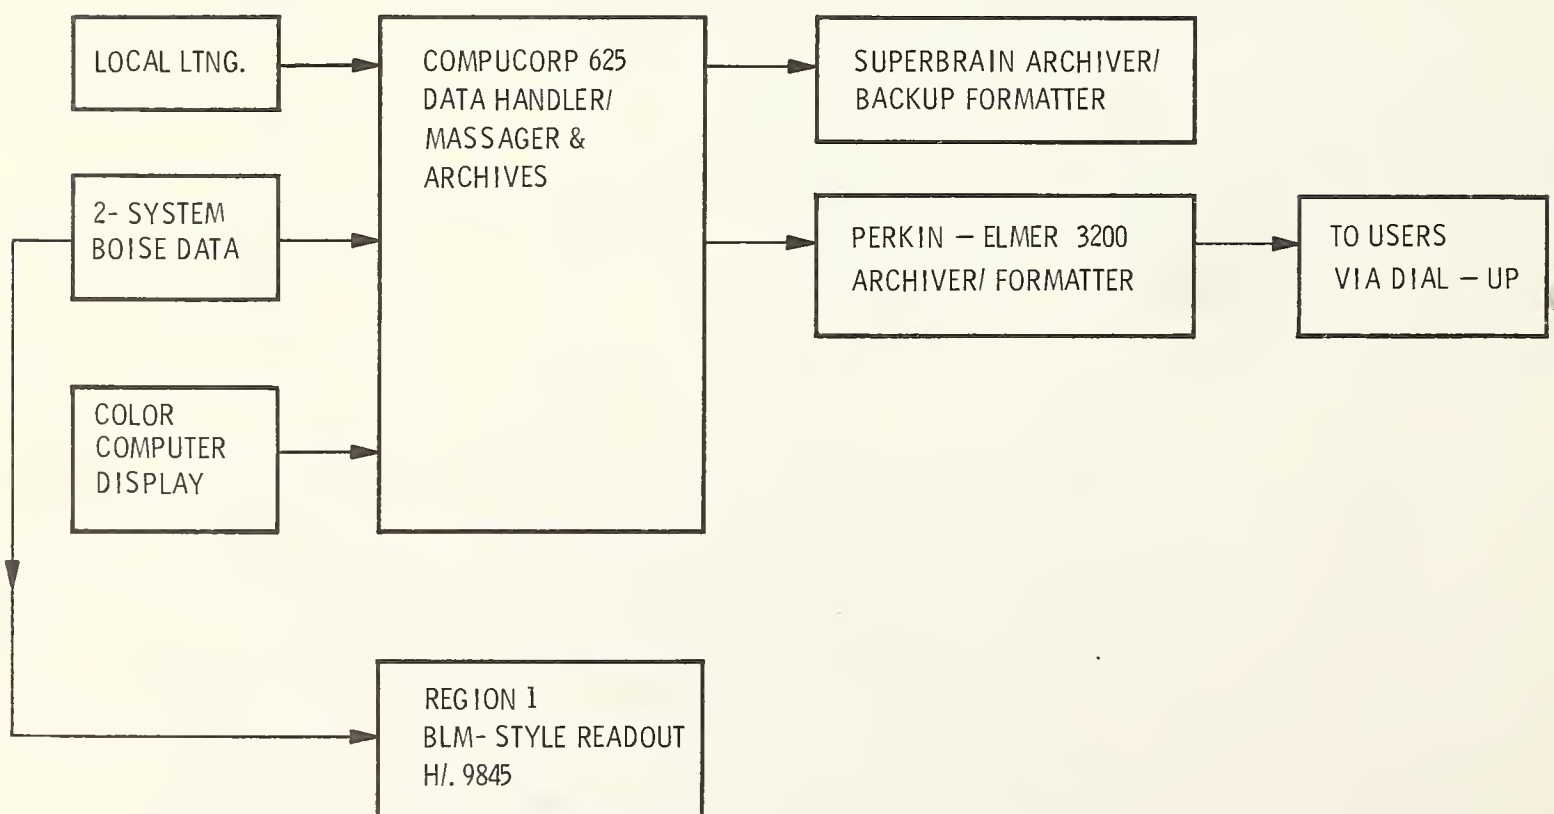 LOCAL LTNG.
COMPUCORP 625
DATA HANDLER/
MASSAGER &
ARCHIVES
SUPERBRAIN ARCHIVER/
BACKUP FORMATTER
2- SYSTEM
BOISE DATA
PERKIN – ELMER 3200
ARCHIVER/ FORMATTER
TO USERS
VIA DIAL – UP
COLOR
COMPUTER
DISPLAY
REGION 1
BLM- STYLE READOUT
H/. 9845